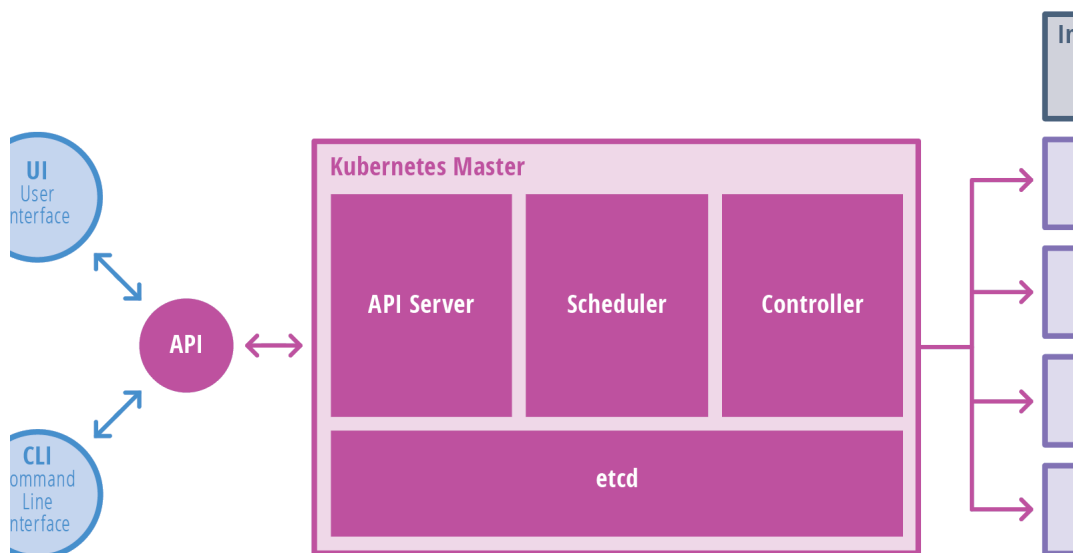 UI
User
nterface
Kubernetes Master
API Server
Scheduler
Controller
API
etcd
CLI
ommand
Line
nterface